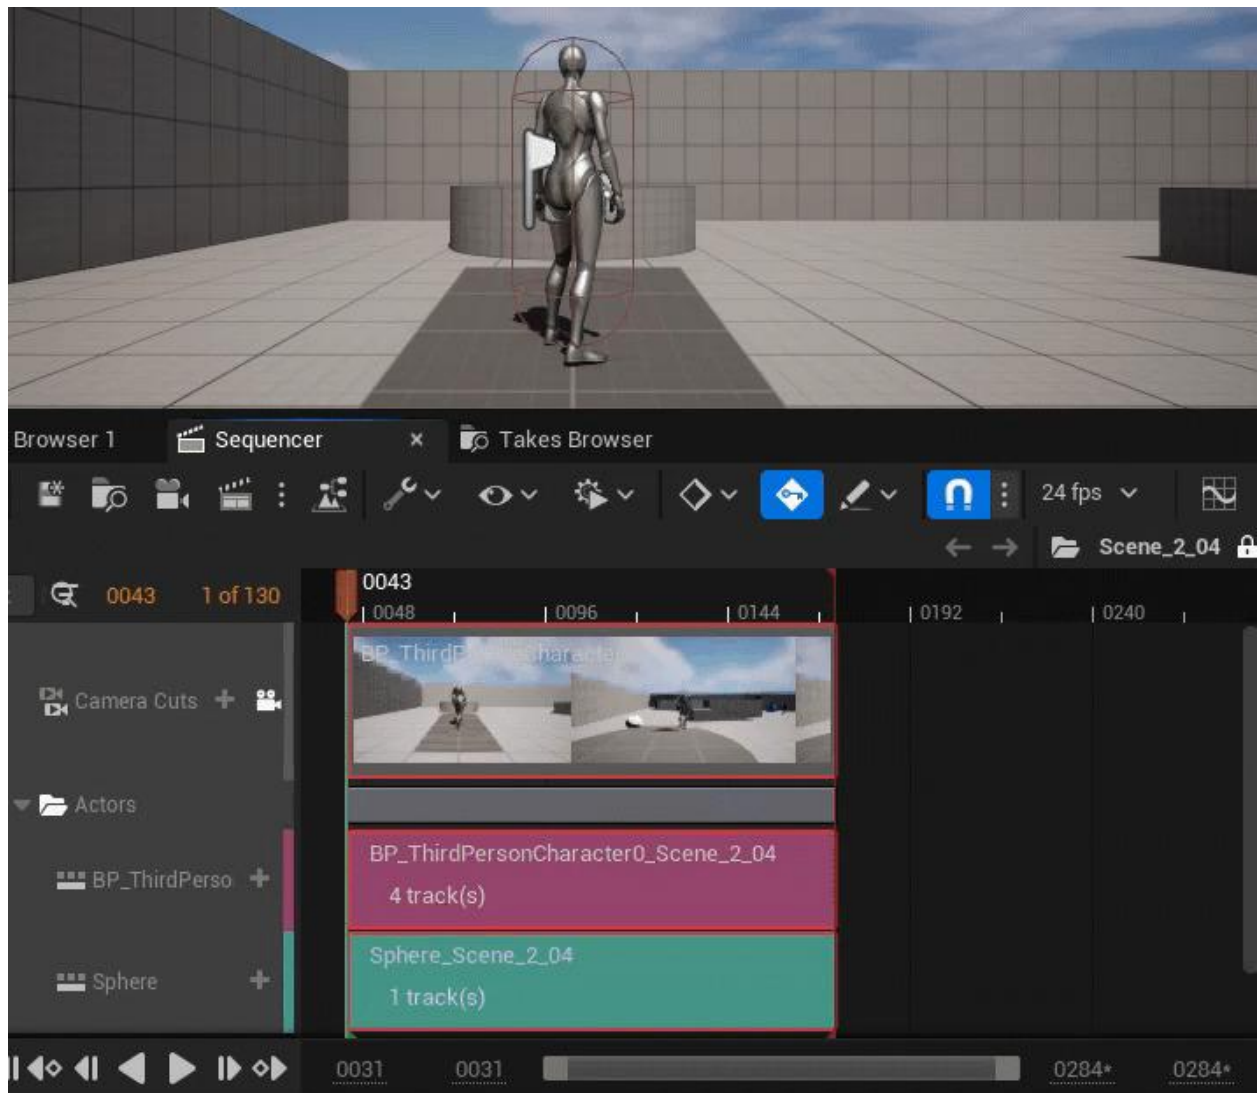 Browser 1
Sequencer
Takes Browser
24 fps
Scene_2_04
0043
1 of 130
0043
0048
0096
0144
0192
0240
Camera Cuts
Actors
BP_ThirdPersonCharacter0_Scene_2_04
4 track(s)
BP_ThirdPerso
Sphere_Scene_2_04
1 track(s)
Sphere
0031
0031
0284*
0284*